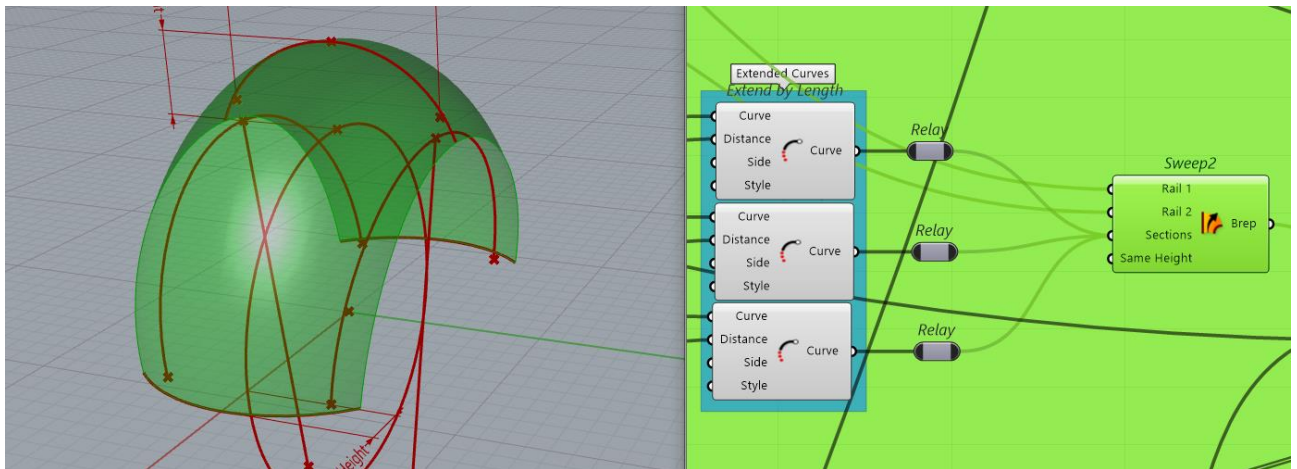 Height
Extended Curves
Extend by Length
Curve
Distance
Side
Style
Curve
Curve
Distance
Side
Style
Curve
Curve
Distance
Side
Style
Curve
Relay
Relay
Relay
Sweep2
Rail 1
Rail 2
Sections
Same Height
Brep